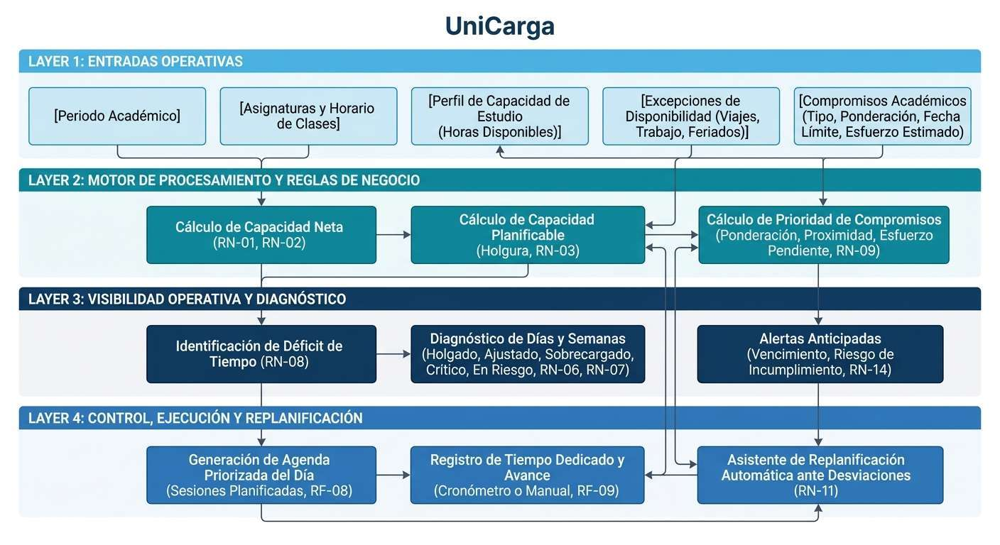 UniCarga
LAYER 1: ENTRADAS OPERATIVAS
[Periodo Académico]
[Asignaturas y Horario
de Clases]
[Perfil de Capacidad de
Estudio
(Horas Disponibles)]
[Excepciones de
Disponibilidad (Viajes,
Trabajo, Feriados)]
[Compromisos Académicos
(Tipo, Ponderación, Fecha
Límite, Esfuerzo Estimado)
LAYER 2: MOTOR DE PROCESAMIENTO Y REGLAS DE NEGOCIO
Cálculo de Capacidad Neta
(RN-01, RN-02)
Cálculo de Capacidad
Planificable
(Holgura, RN-03)
Cálculo de Prioridad de Compromisos
(Ponderación, Proximidad, Esfuerzo
Pendiente, RN-09)
LAYER 3: VISIBILIDAD OPERATIVA Y DIAGNÓSTICO
Identificación de Déficit de
Tiempo (RN-08)
Diagnóstico de Días y Semanas
(Holgado, Ajustado, Sobrecargado,
Crítico, En Riesgo, RN-06, RN-07)
Alertas Anticipadas
(Vencimiento, Riesgo de
Incumplimiento, RN-14)
LAYER 4: CONTROL, EJECUCIÓN Y REPLANIFICACIÓN
Generación de Agenda
Priorizada del Día
(Sesiones Planificadas, RF-08)
Registro de Tiempo Dedicado y
Avance
(Cronómetro o Manual, RF-09)
Asistente de Replanificación
Automática ante Desviaciones
(RN-11)